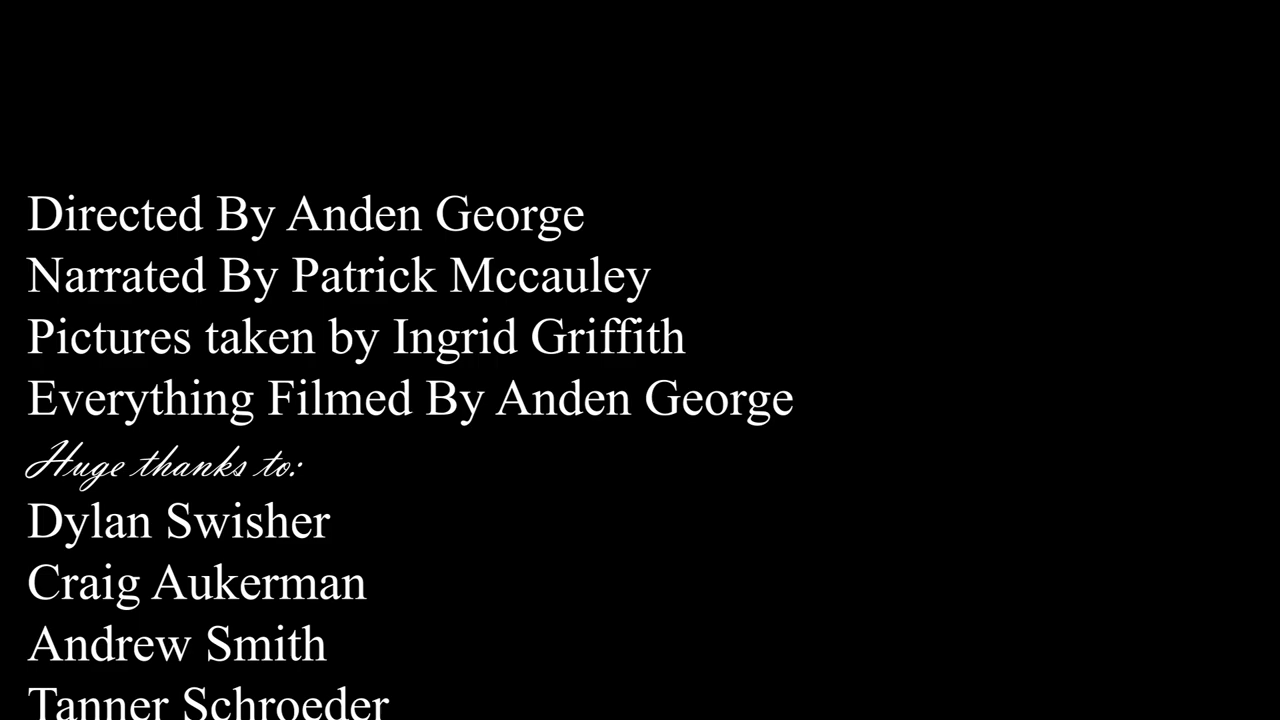 Directed By Anden George
Narrated By Patrick Mccauley
Pictures taken by Ingrid Griffith
Everything Filmed By Anden George
Huge thanks to:
Dylan Swisher
Craig Aukerman
Andrew Smith
Tanner Schroeder